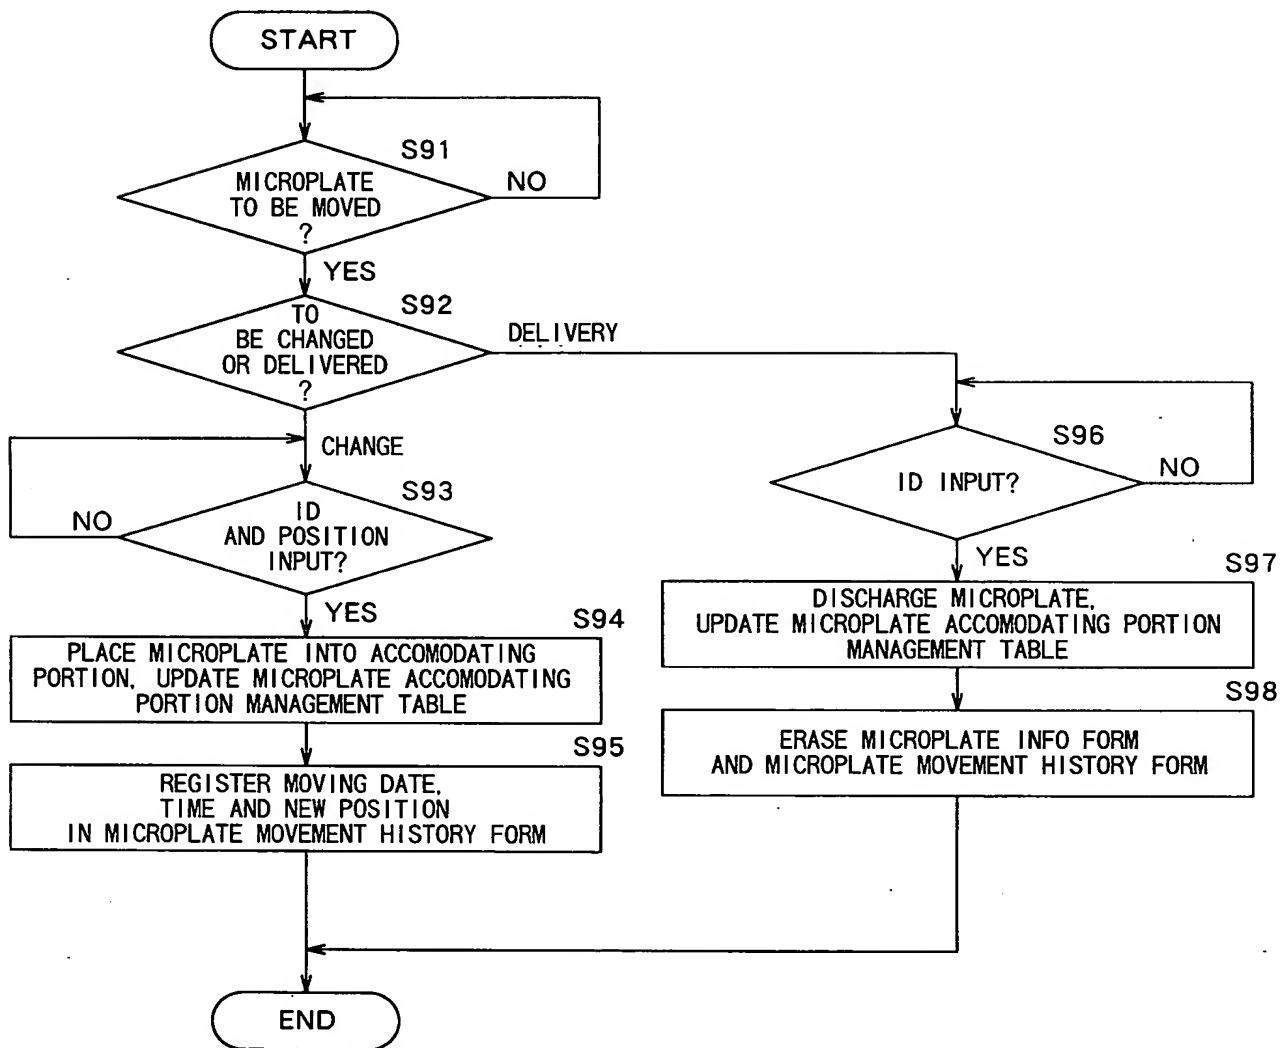 START
S91
MICROPLATE
TO BE MOVED
?
NO
YES
S92
TO
BE CHANGED
OR DELIVERED
?
DELIVERY
CHANGE
S93
ID
AND POSITION
INPUT?
NO
YES
S94
PLACE MICROPLATE INTO ACCOMODATING
PORTION, UPDATE MICROPLATE ACCOMODATING
PORTION MANAGEMENT TABLE
S95
REGISTER MOVING DATE,
TIME AND NEW POSITION
IN MICROPLATE MOVEMENT HISTORY FORM
S96
ID INPUT?
NO
YES
S97
DISCHARGE MICROPLATE,
UPDATE MICROPLATE ACCOMODATING PORTION
MANAGEMENT TABLE
S98
ERASE MICROPLATE INFO FORM
AND MICROPLATE MOVEMENT HISTORY FORM
END